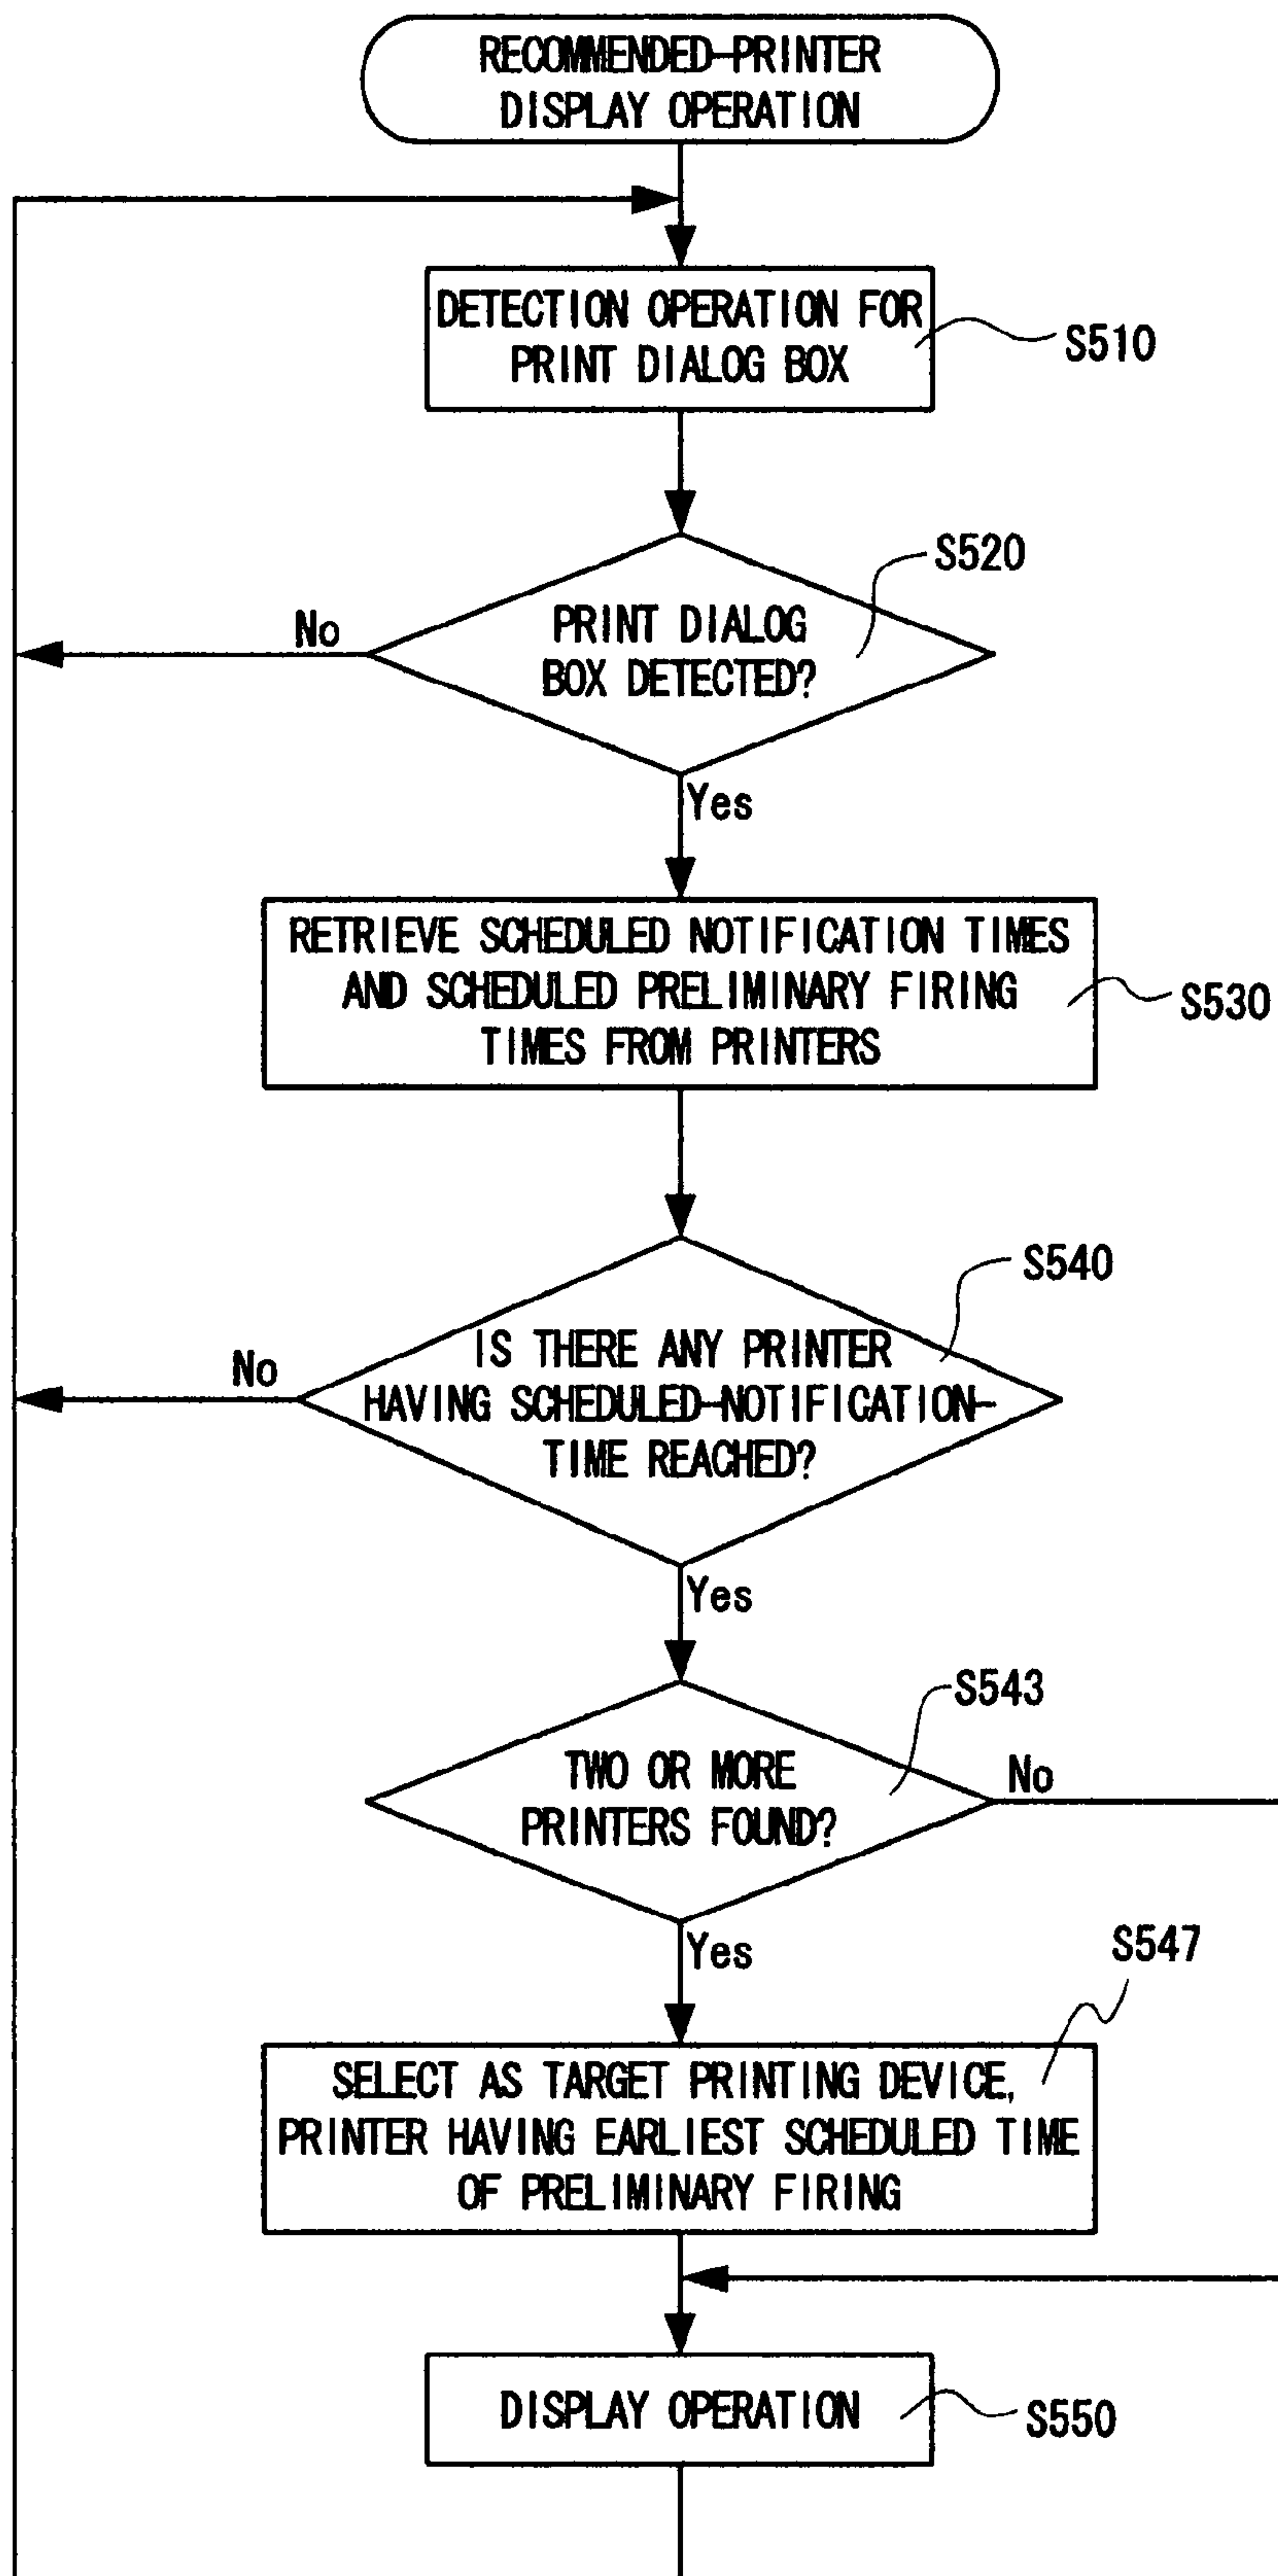 RECOMMENDED-PRINTER
DISPLAY OPERATION
DETECTION OPERATION FOR
PRINT DIALOG BOX
S510
S520
PRINT DIALOG
BOX DETECTED?
No
Yes
RETRIEVE SCHEDULED NOTIFICATION TIMES
AND SCHEDULED PRELIMINARY FIRING
TIMES FROM PRINTERS
S530
S540
IS THERE ANY PRINTER
HAVING SCHEDULED-NOTIFICATION-
TIME REACHED?
No
Yes
S543
TWO OR MORE
PRINTERS FOUND?
No
Yes
S547
SELECT AS TARGET PRINTING DEVICE,
PRINTER HAVING EARLIEST SCHEDULED TIME
OF PRELIMINARY FIRING
DISPLAY OPERATION
S550